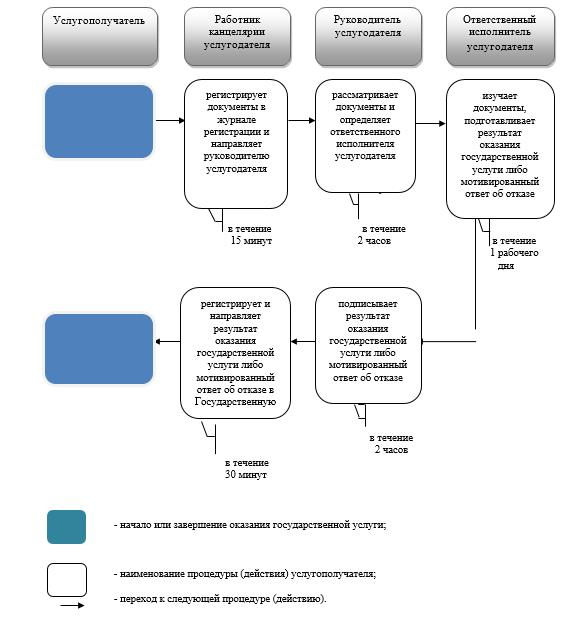 Услугополучатель
Работник
канцелярии
услугодателя
Руководитель
услугодателя
Ответственный
исполнитель
услугодателя
регистрирует
документы в
журнале
регистрации и
направляет
руководителю
услугодателя
рассматривает
документы и
определяет
ответственного
исполнителя
услугодателя
изучает
документы,
подготавливает
результат
оказания
государственной
услуги либо
мотивированный
ответ об отказе
в течение
15 минут
в течение
2 часов
в течение
1 рабочего
дня
регистрирует и
направляет
результат
оказания
государственной
услуги либо
мотивированный
ответ об отказе в
Государственную
подписывает
результат
оказания
государственной
услуги либо
мотивированный
ответ об отказе
в течение
30 минут
в течение
2 часов
- начало или завершение оказания государственной услуги;
- наименование процедуры (действия) услугополучателя;
- переход к следующей процедуре (действию).